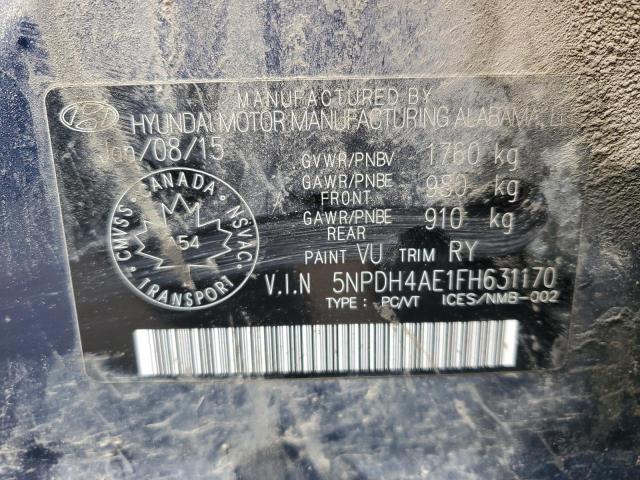 MANUFACTURED BY
HYUNDAI MOTOR MANUFACTURING ALABAMA,
Jan/08/15
GVWR/PNBV 1760 kg
GAWR/PNBE FRONT 980 kg
GAWR/PNBE REAR 910 kg
PAINT VU TRIM RY
CANADA
CMVSS
NSVAC
54
TRANSPORT
V.I.N 5NPDH4AE1FH631170
TYPE : PC/VT ICES/NMB-002